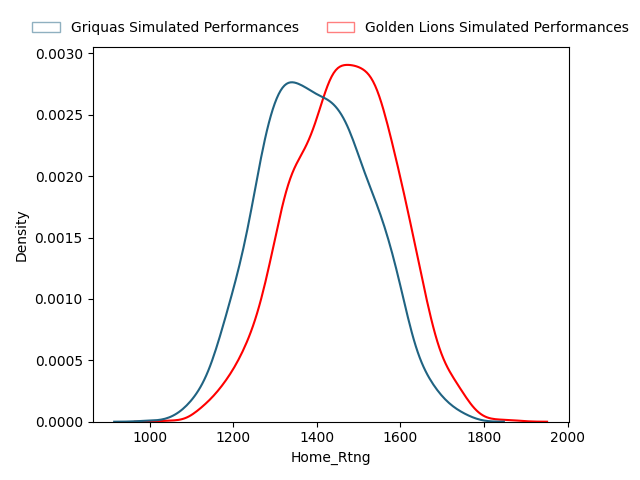 Griquas Simulated Performances Golden Lions Simulated Performances
0.0030
0.0025
0.0020
0.0015
0.0010
0.0005
0.0000
Density
1000 1200 1400 1600 1800 2000
Home_Rtng